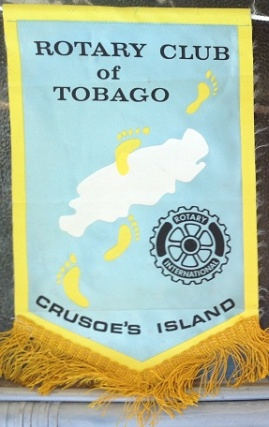 ROTARY CLUB
of
TOBAGO
ROTARY
INTERNATIONAL
CRUSOE'S ISLAND